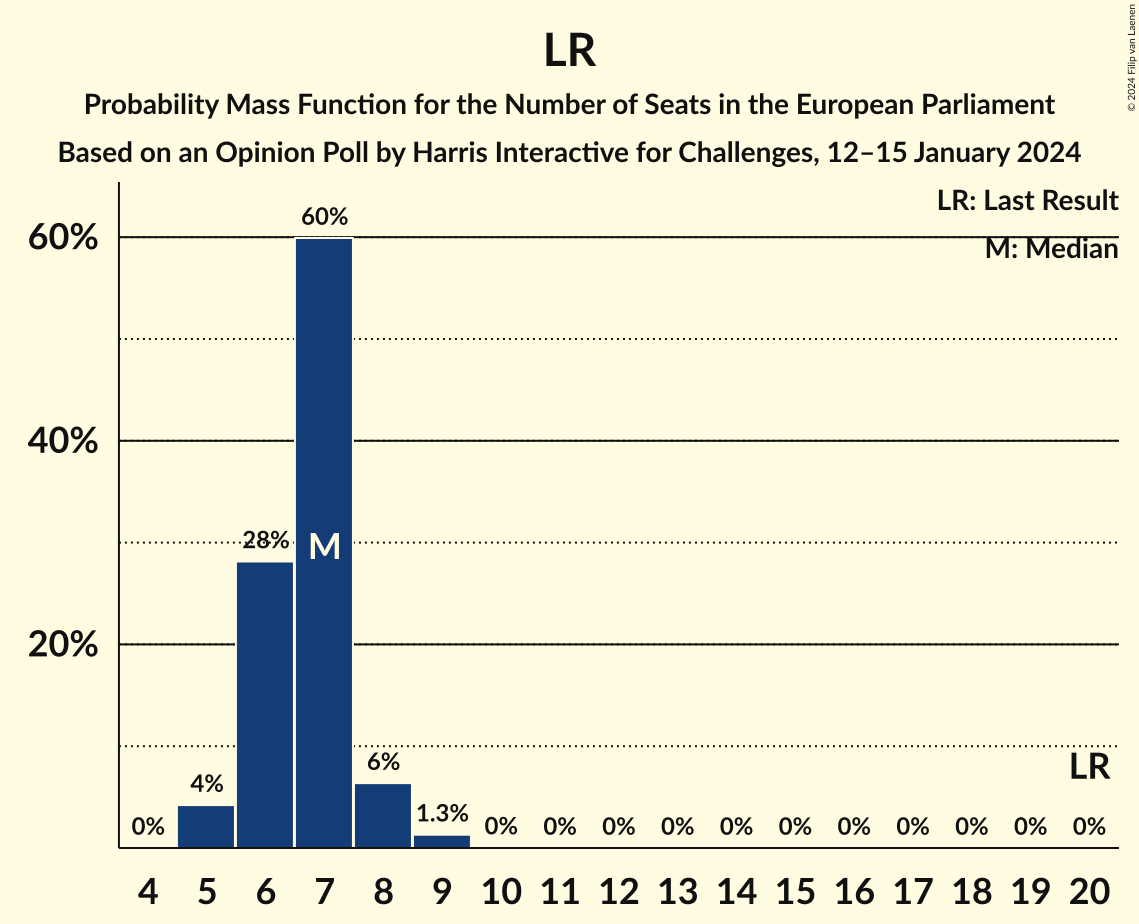 LR
Probability Mass Function for the Number of Seats in the European Parliament
Based on an Opinion Poll by Harris Interactive for Challenges, 12–15 January 2024
© 2024 Filip van Laenen
LR: Last Result
M: Median
60%
40%
20%
0%
4%
28%
60%
M
6%
1.3%
0%
0%
0%
0%
0%
0%
0%
0%
0%
0%
0%
LR
4 5 6 7 8 9 10 11 12 13 14 15 16 17 18 19 20